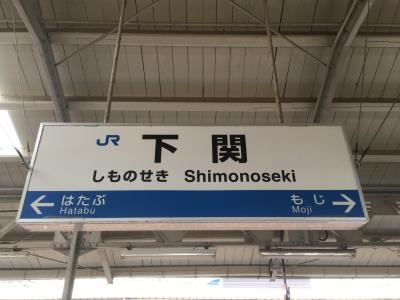 JR 下関
しものせき Shimonoseki
← はたぶ もじ →
Hatabu Moji